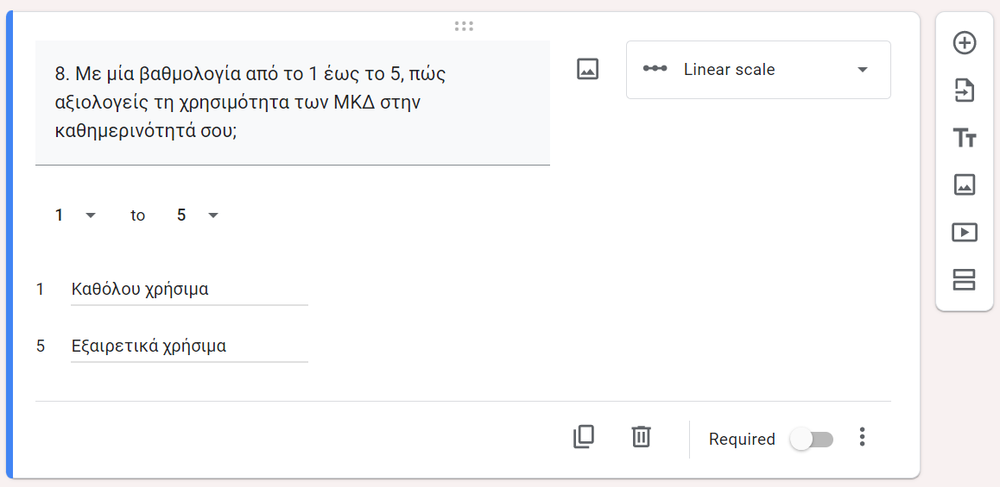 8. Με μία βαθμολογία από το 1 έως το 5, πώς
αξιολογείς τη χρησιμότητα των ΜΚΔ στην
καθημερινότητά σου;
Linear scale
1 to 5
1 Καθόλου χρήσιμα
5 Εξαιρετικά χρήσιμα
Required